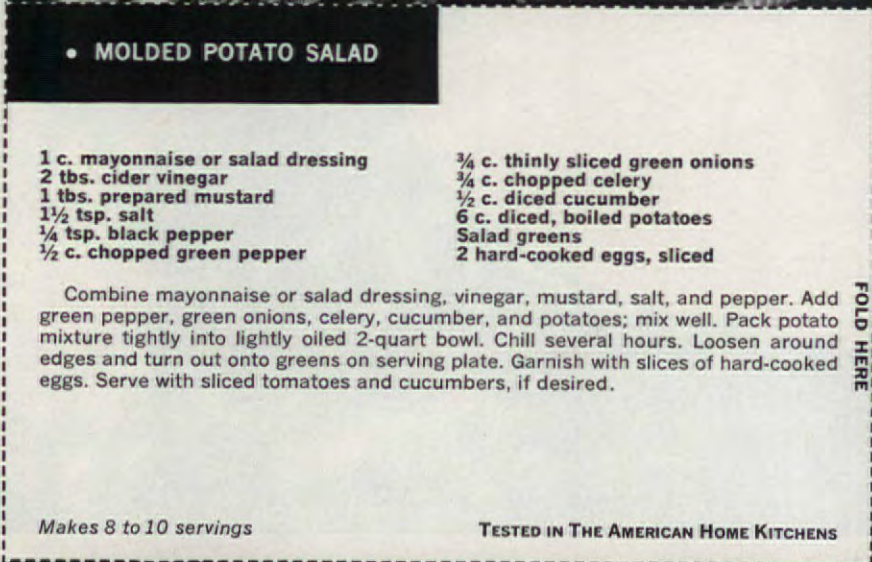 • MOLDED POTATO SALAD
1 c. mayonnaise or salad dressing
2 tbs. cider vinegar
1 tbs. prepared mustard
1½ tsp. salt
¼ tsp. black pepper
½ c. chopped green pepper
¾ c. thinly sliced green onions
¾ c. chopped celery
½ c. diced cucumber
6 c. diced, boiled potatoes
Salad greens
2 hard-cooked eggs, sliced
Combine mayonnaise or salad dressing, vinegar, mustard, salt, and pepper. Add
green pepper, green onions, celery, cucumber, and potatoes; mix well. Pack potato
mixture tightly into lightly oiled 2-quart bowl. Chill several hours. Loosen around
edges and turn out onto greens on serving plate. Garnish with slices of hard-cooked
eggs. Serve with sliced tomatoes and cucumbers, if desired.
FOLD HERE
Makes 8 to 10 servings
TESTED IN THE AMERICAN HOME KITCHENS